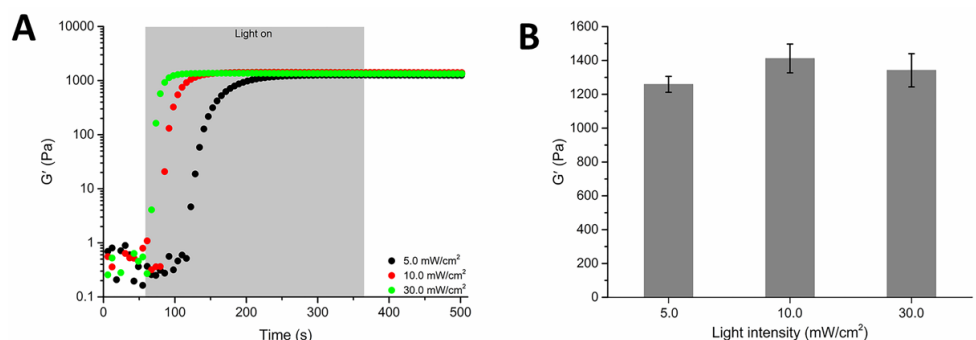 A
Light on
G′ (Pa)
10000
1000
100
10
1
0.1
5.0 mW/cm²
10.0 mW/cm²
30.0 mW/cm²
0
100
200
300
400
500
Time (s)
B
G′ (Pa)
1600
1400
1200
1000
800
600
400
200
0
5.0
10.0
30.0
Light intensity (mW/cm²)